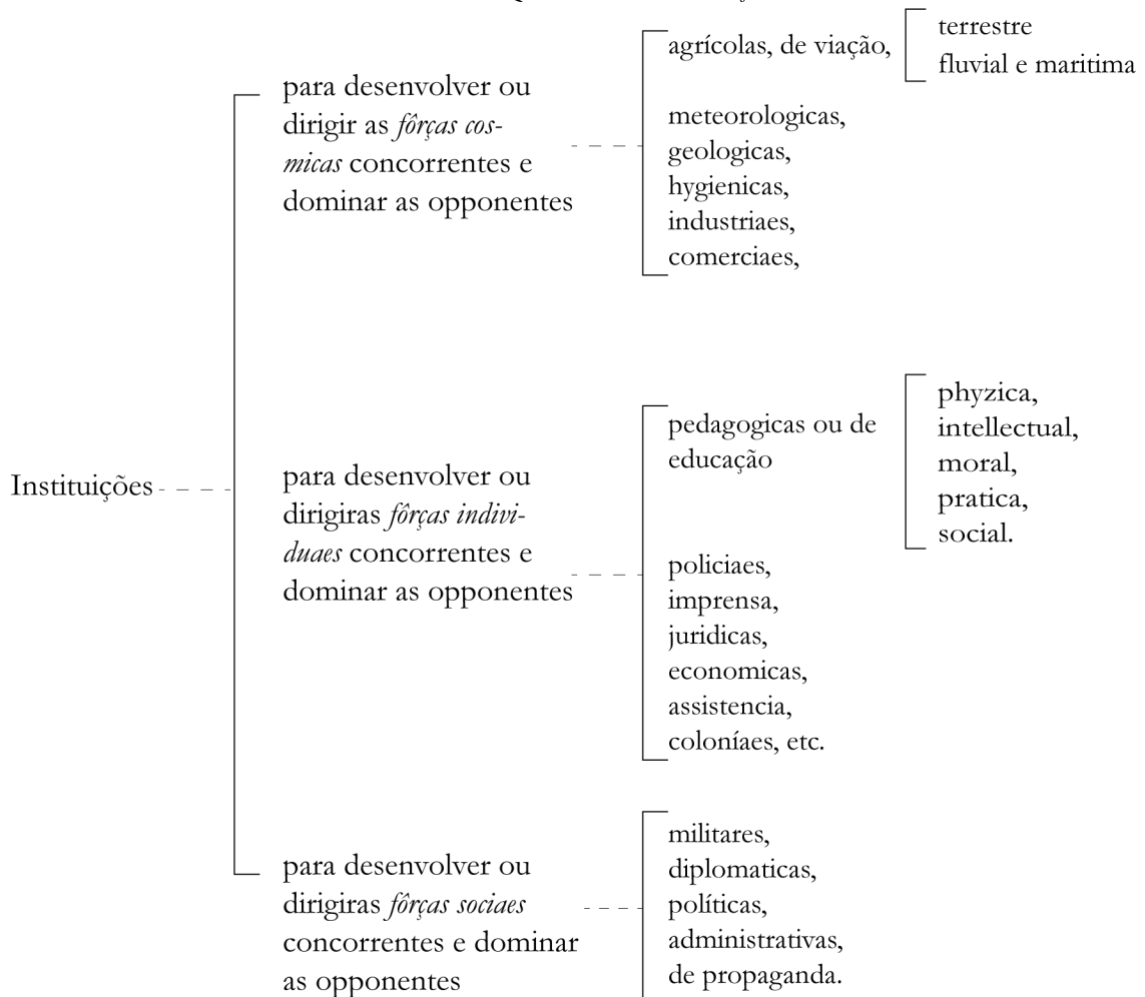 agrícolas, de viação,
terrestre
fluvial e maritima
para desenvolver ou
dirigir as fôrças cos-
micas concorrentes e
dominar as opponentes
meteorologicas,
geologicas,
hygienicas,
industriaes,
comerciaes,
Instituições
para desenvolver ou
dirigiras fôrças indivi-
duaes concorrentes e
dominar as opponentes
pedagogicas ou de
educação
phyzica,
intellectual,
moral,
pratica,
social.
policiaes,
imprensa,
juridicas,
economicas,
assistencia,
coloníaes, etc.
para desenvolver ou
dirigiras fôrças sociaes
concorrentes e dominar
as opponentes
militares,
diplomaticas,
políticas,
administrativas,
de propaganda.